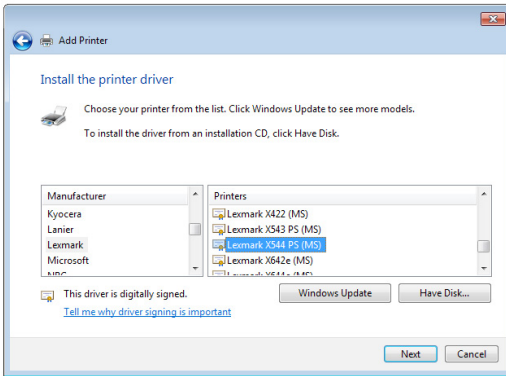 Add Printer
Install the printer driver
Choose your printer from the list. Click Windows Update to see more models.
To install the driver from an installation CD, click Have Disk.
Manufacturer
Kyocera
Lanier
Lexmark
Microsoft
Printers
Lexmark X422 (MS)
Lexmark X543 PS (MS)
Lexmark X544 PS (MS)
Lexmark X642e (MS)
This driver is digitally signed.
Tell me why driver signing is important
Windows Update
Have Disk...
Next
Cancel